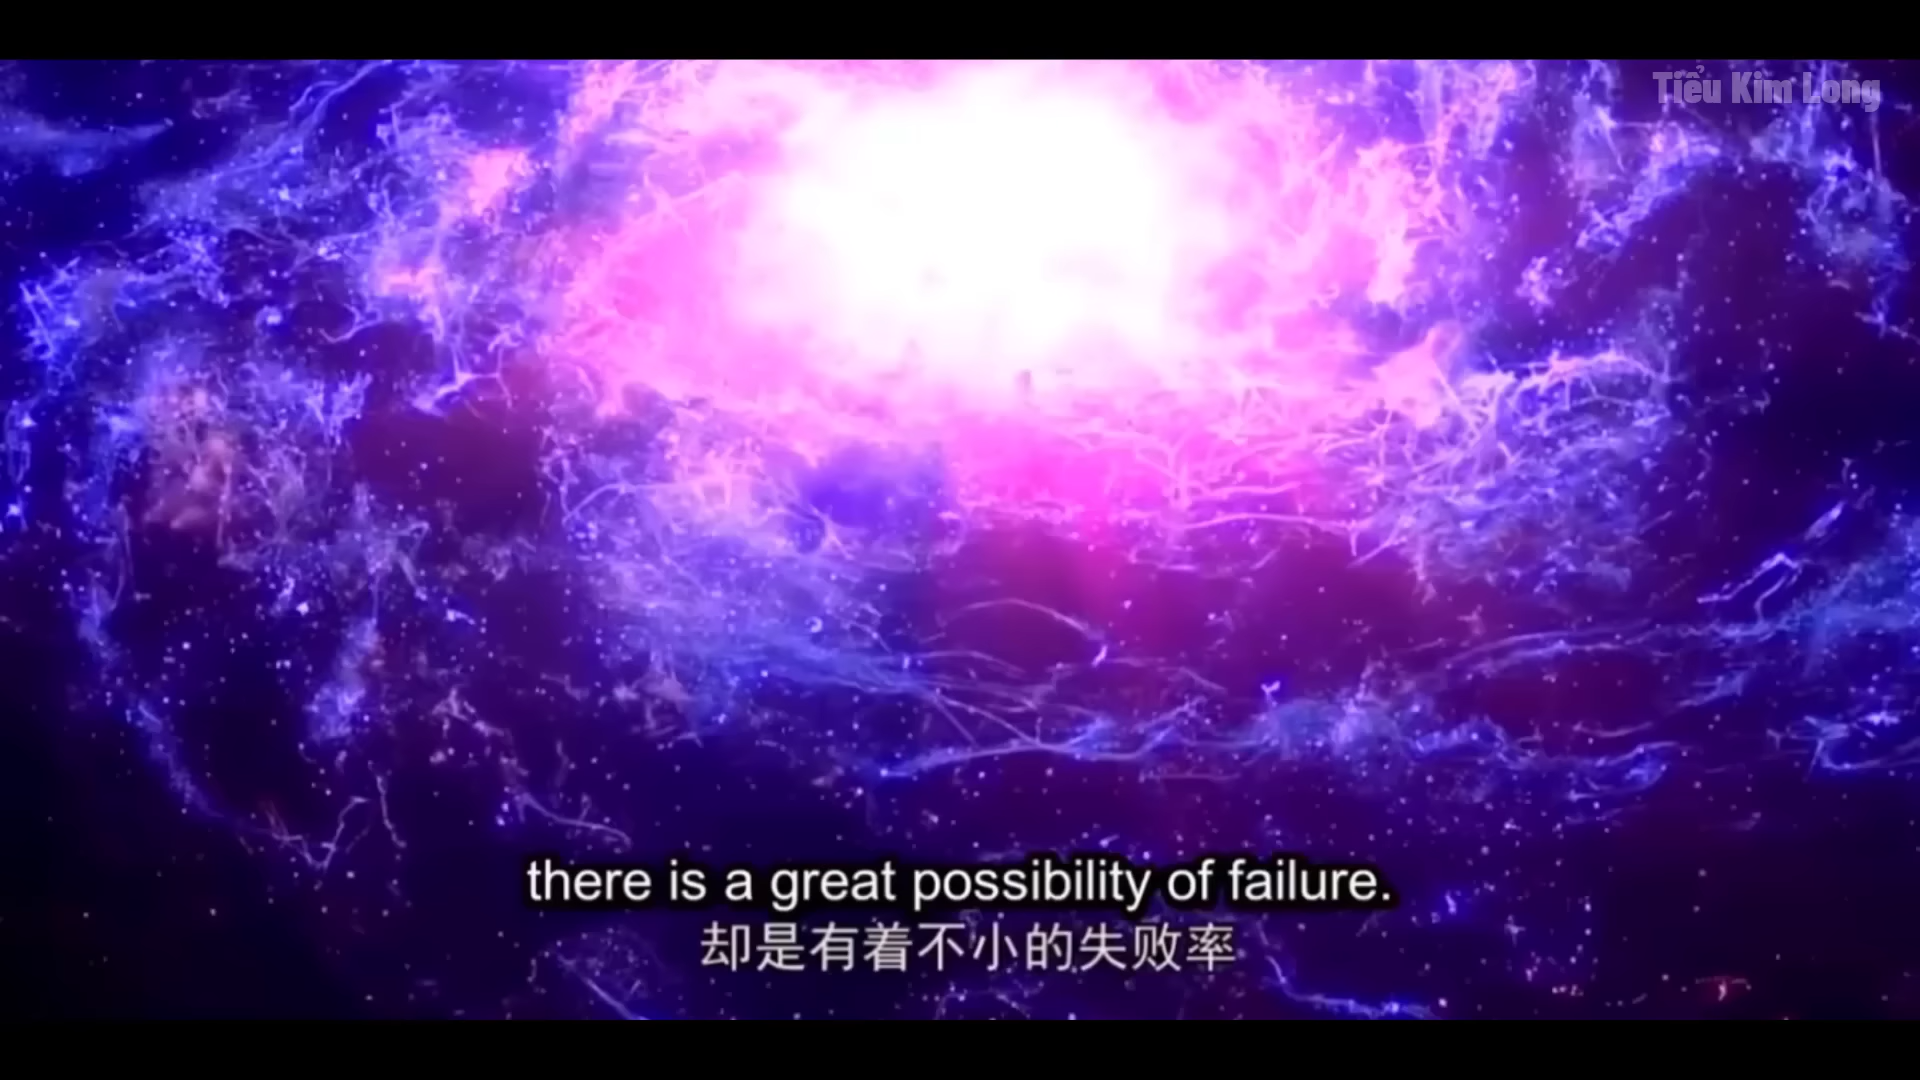 Tiểu Kim Long
there is a great possibility of failure.
却是有着不小的失败率